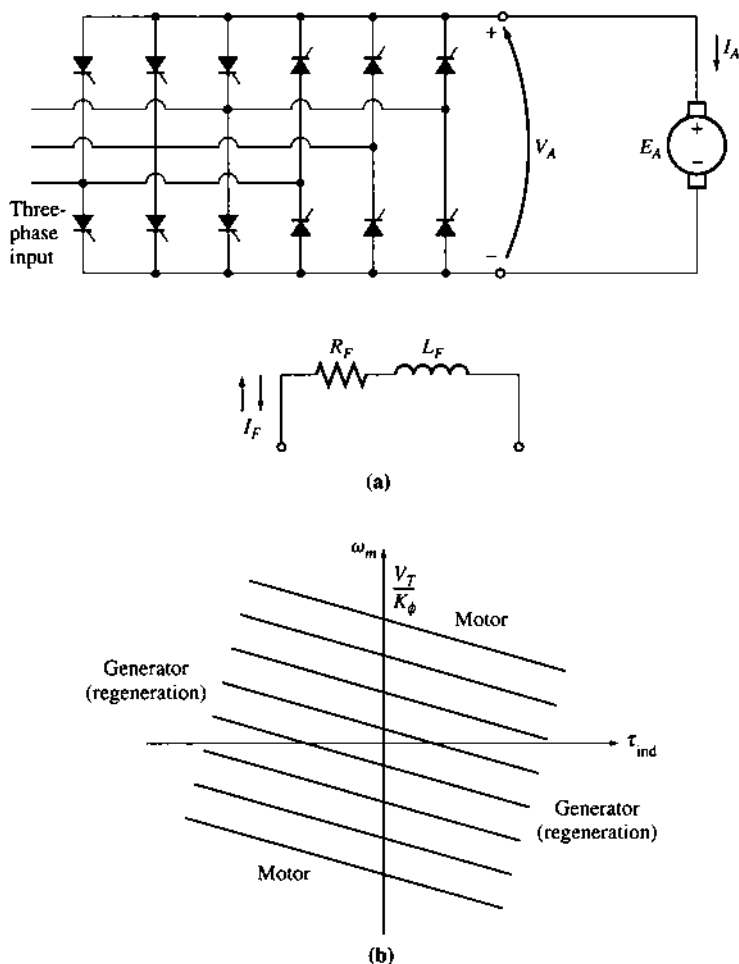 +
I_A
V_A
E_A
+
−
Three-
phase
input
−
R_F
L_F
I_F
(a)
ω_m
V_T
K_ϕ
Motor
Generator
(regeneration)
τ_ind
Generator
(regeneration)
Motor
(b)